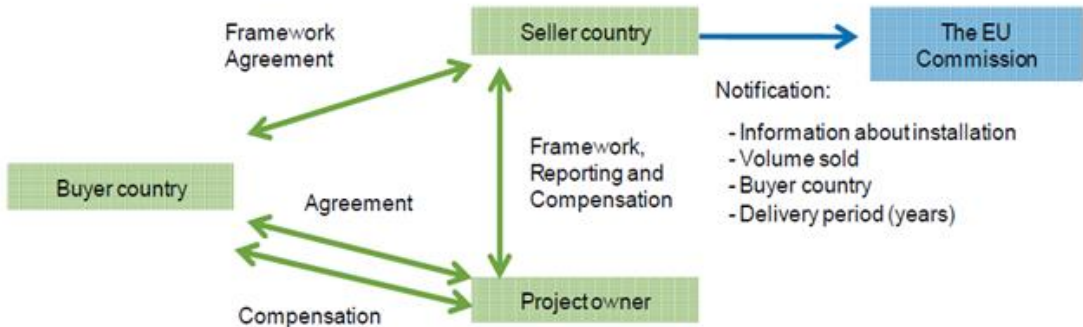 Framework
Agreement
Seller country
The EU
Commission
Notification:
- Information about installation
- Volume sold
- Buyer country
- Delivery period (years)
Framework,
Reporting and
Compensation
Buyer country
Agreement
Compensation
Project owner